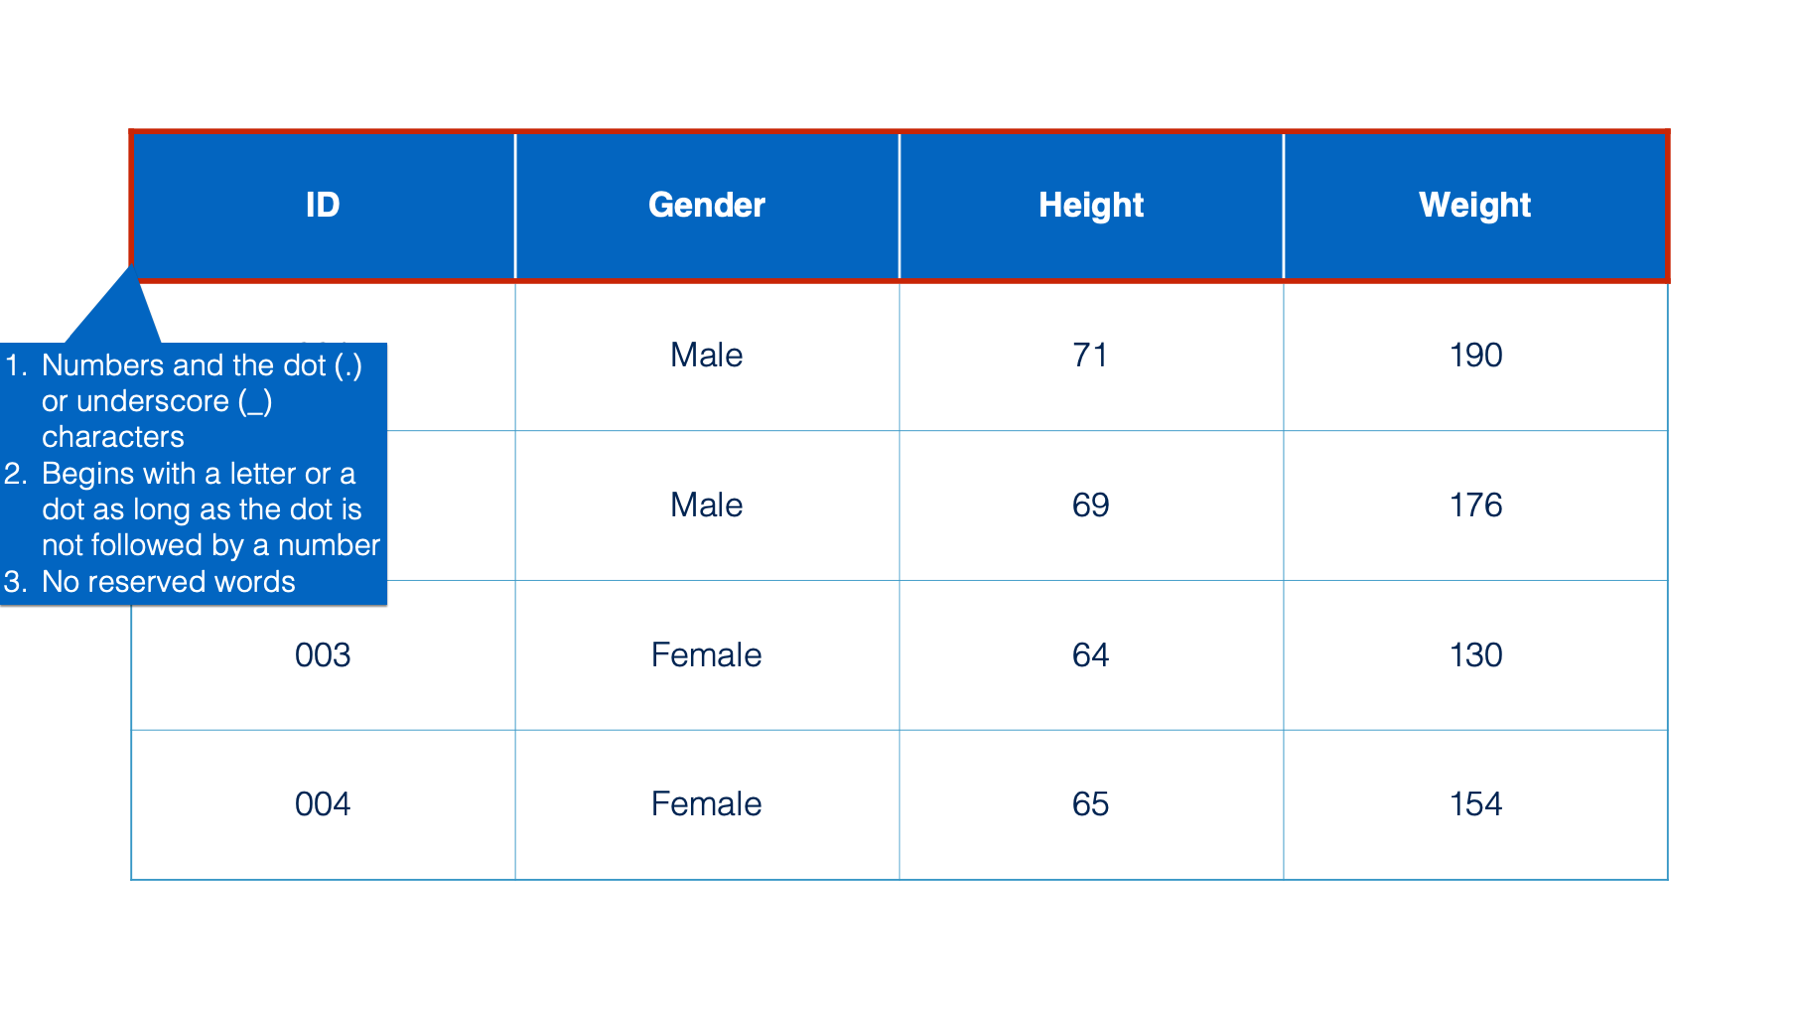 ID Gender Height Weight
Male 71 190
1. Numbers and the dot (.)
or underscore (_)
characters
2. Begins with a letter or a
dot as long as the dot is
not followed by a number
3. No reserved words
Male 69 176
003 Female 64 130
004 Female 65 154